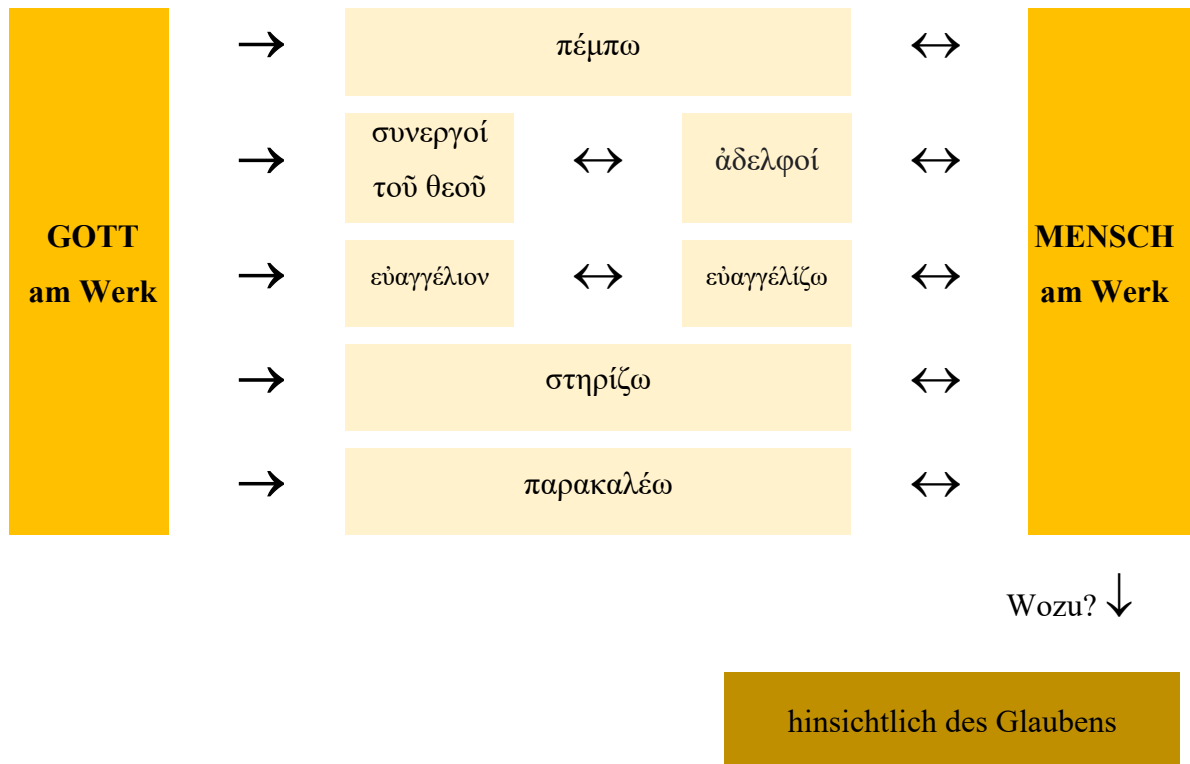 → πέμπω ↔
→ συνεργοί
τοῦ θεοῦ ↔ ἀδελφοί ↔
GOTT
am Werk
MENSCH
am Werk
→ εὐαγγέλιον ↔ εὐαγγέλίζω ↔
→ στηρίζω ↔
→ παρακαλέω ↔
Wozu? ↓
hinsichtlich des Glaubens